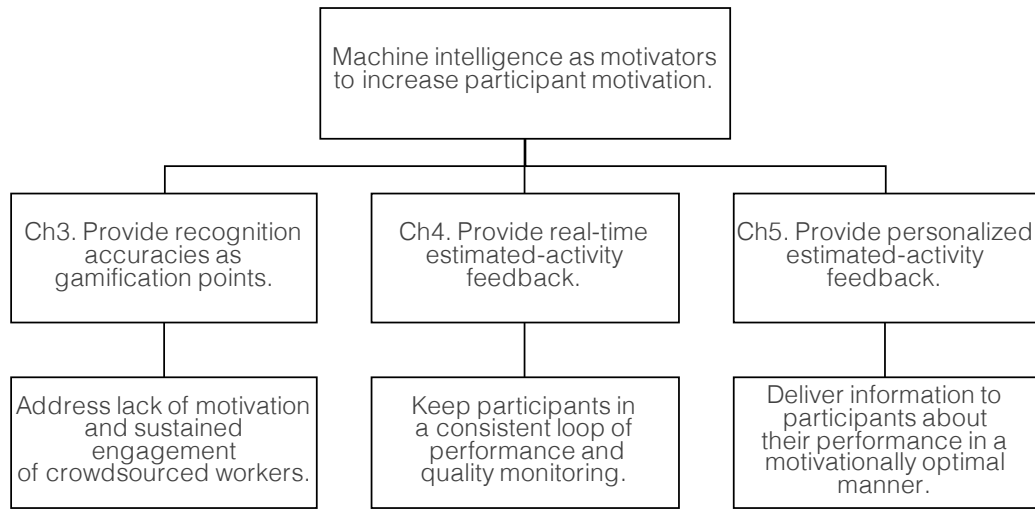 Machine intelligence as motivators
to increase participant motivation.
Ch3. Provide recognition
accuracies as
gamification points.
Ch4. Provide real-time
estimated-activity
feedback.
Ch5. Provide personalized
estimated-activity
feedback.
Address lack of motivation
and sustained
engagement
of crowdsourced workers.
Keep participants in
a consistent loop of
performance and
quality monitoring.
Deliver information to
participants about
their performance in a
motivationally optimal
manner.